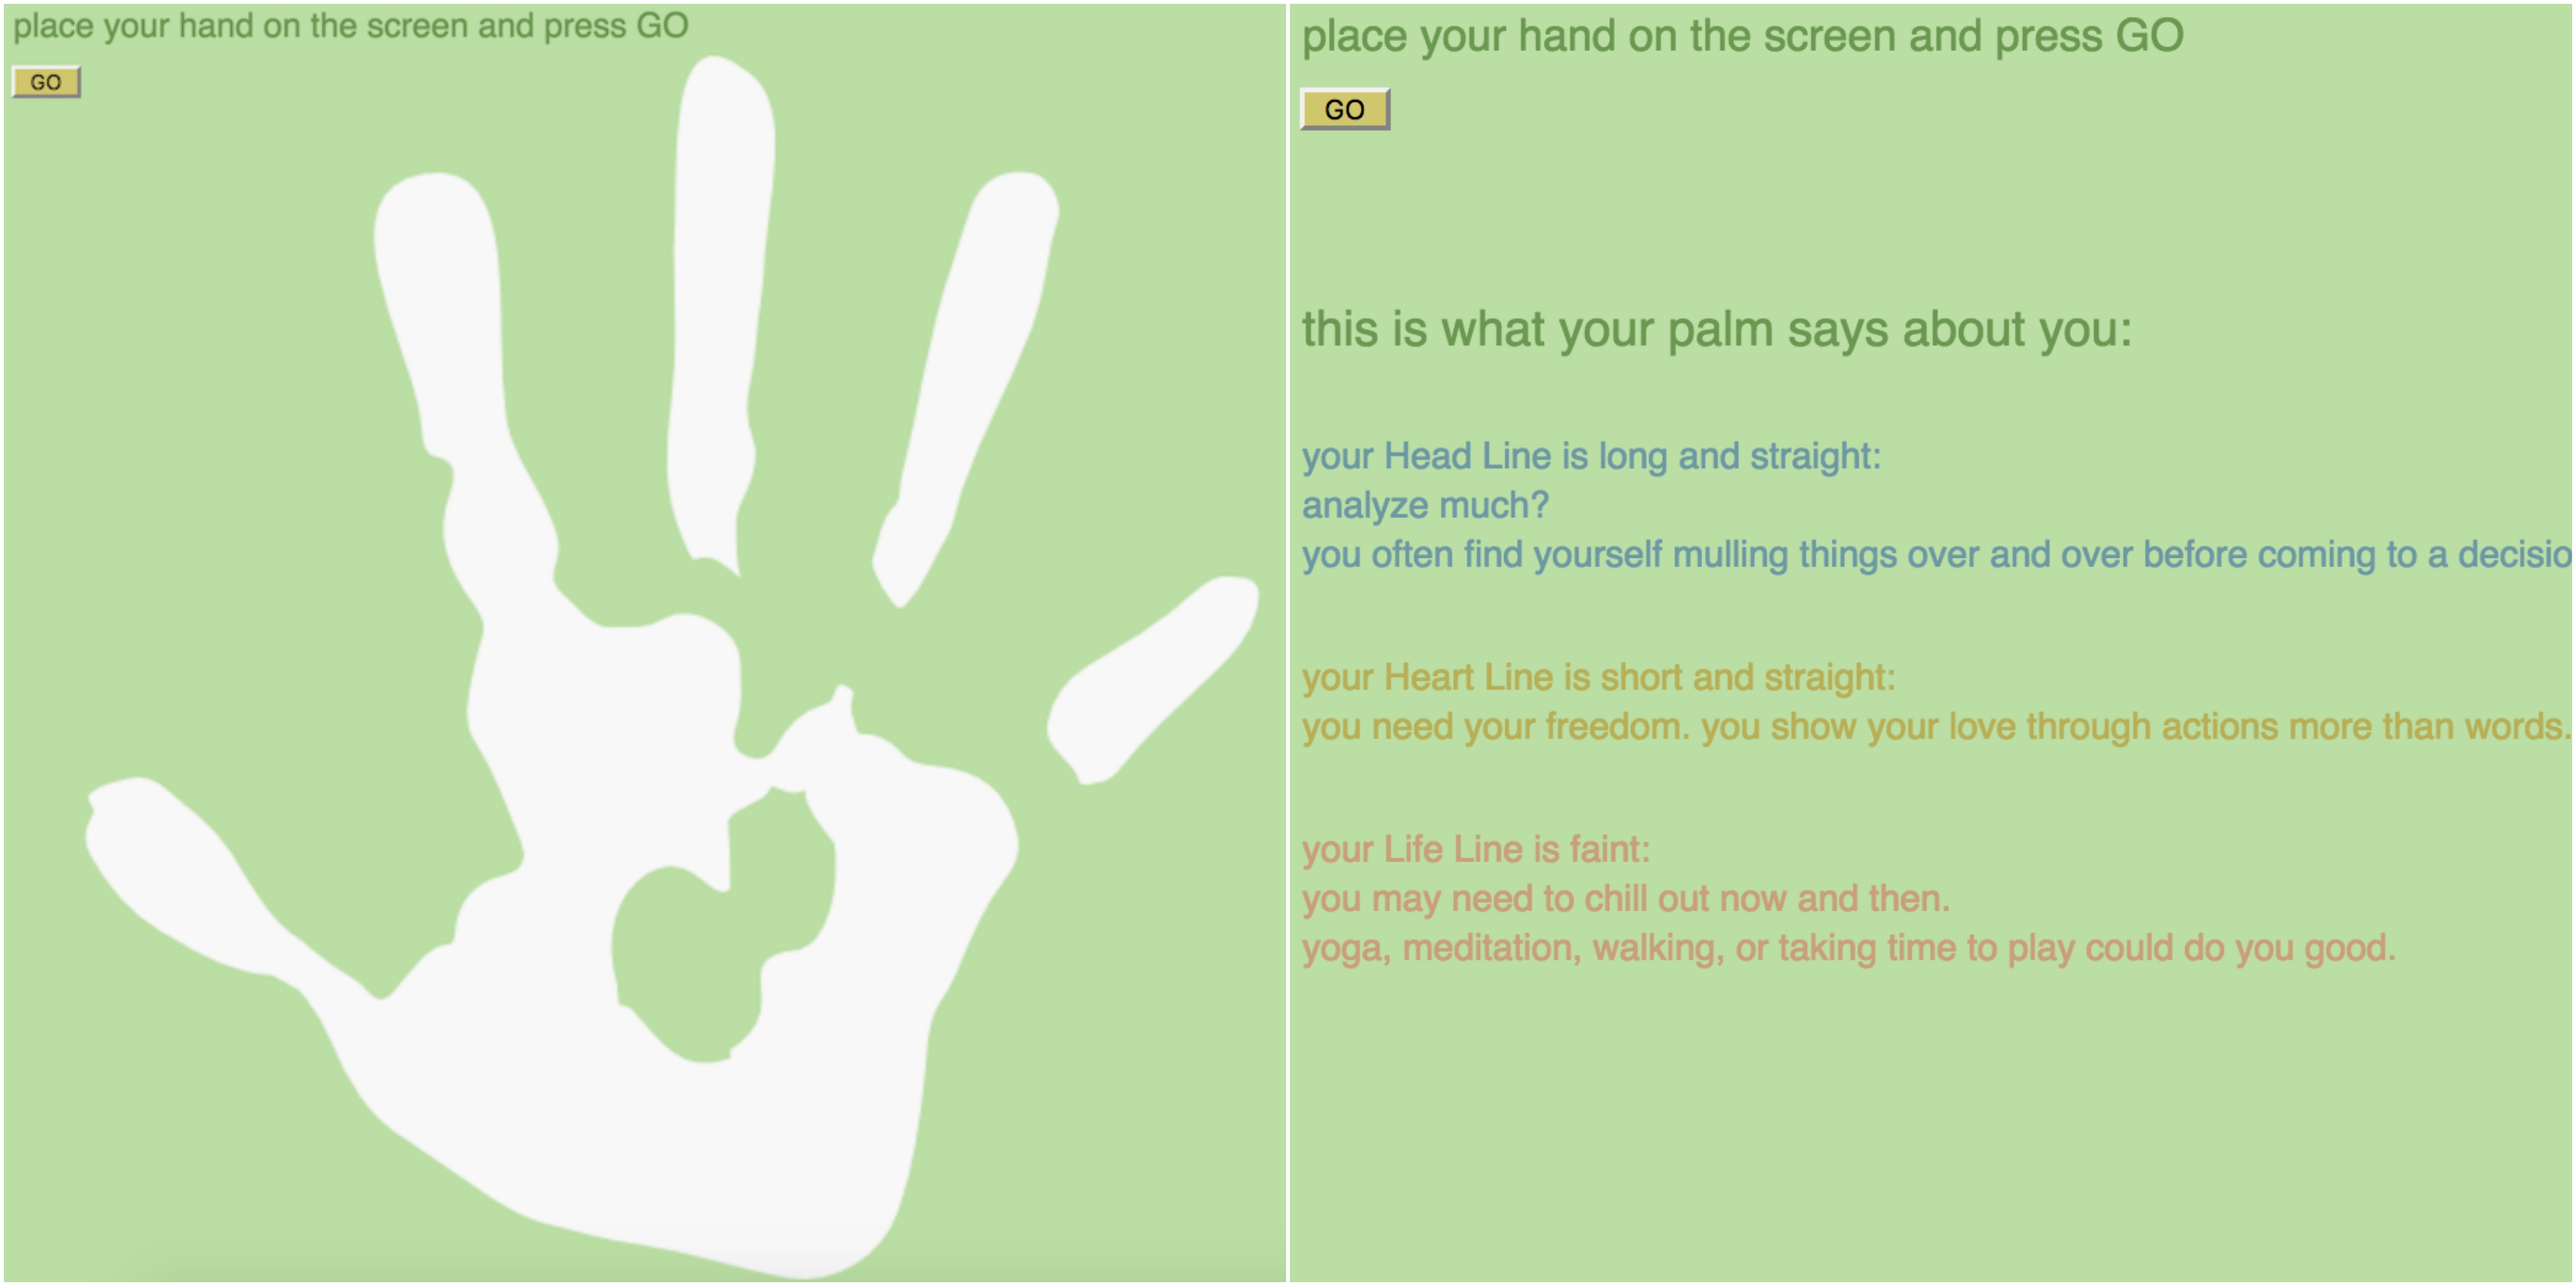 place your hand on the screen and press GO
GO
place your hand on the screen and press GO
GO
this is what your palm says about you:
your Head Line is long and straight:
analyze much?
you often find yourself mulling things over and over before coming to a decisio
your Heart Line is short and straight:
you need your freedom. you show your love through actions more than words.
your Life Line is faint:
you may need to chill out now and then.
yoga, meditation, walking, or taking time to play could do you good.